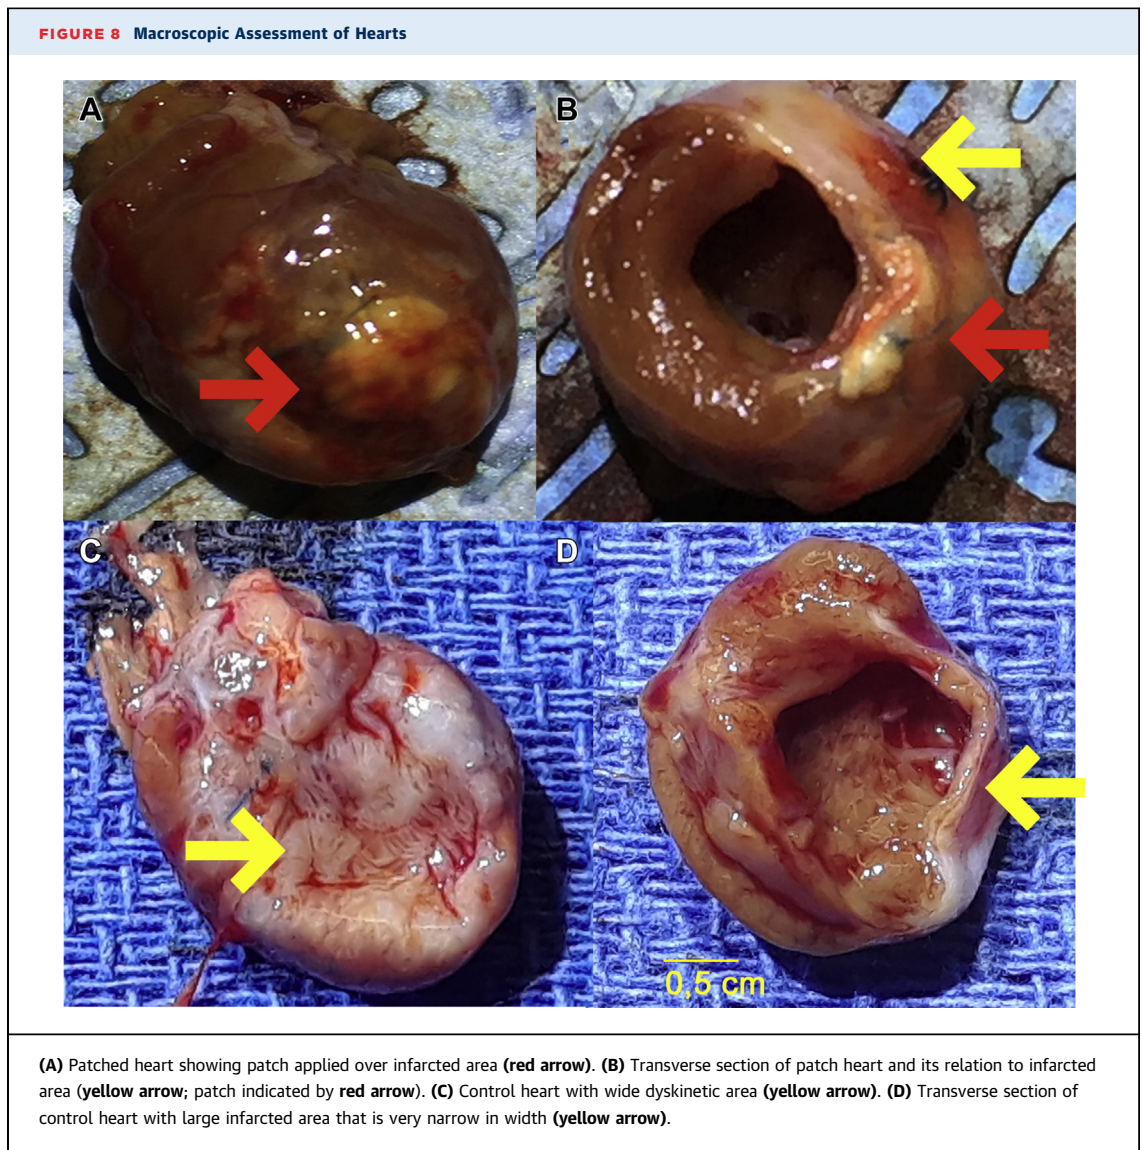 FIGURE 8 Macroscopic Assessment of Hearts
A
B
C
D
0,5 cm
(A) Patched heart showing patch applied over infarcted area (red arrow). (B) Transverse section of patch heart and its relation to infarcted
area (yellow arrow; patch indicated by red arrow). (C) Control heart with wide dyskinetic area (yellow arrow). (D) Transverse section of
control heart with large infarcted area that is very narrow in width (yellow arrow).